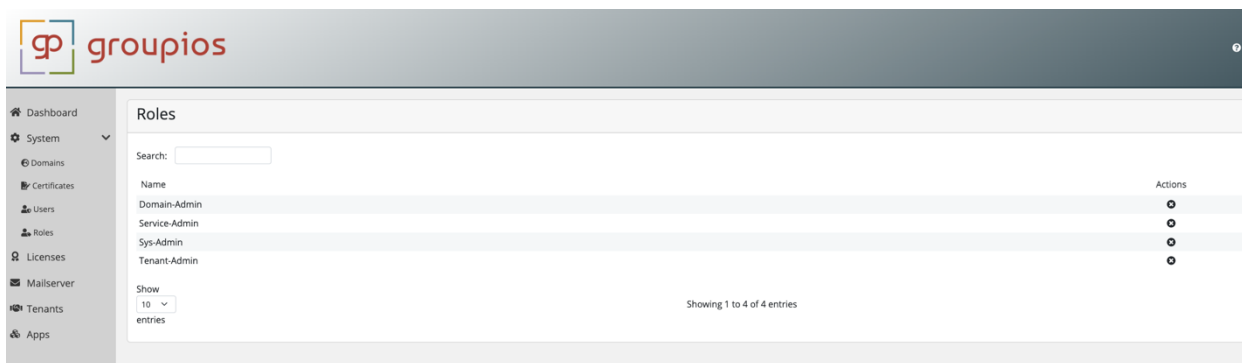 gp groupios
Dashboard
System
Domains
Certificates
Users
Roles
Licenses
Mailserver
Tenants
Apps
Roles
Search:
Name Actions
Domain-Admin
Service-Admin
Sys-Admin
Tenant-Admin
Show
10
entries
Showing 1 to 4 of 4 entries